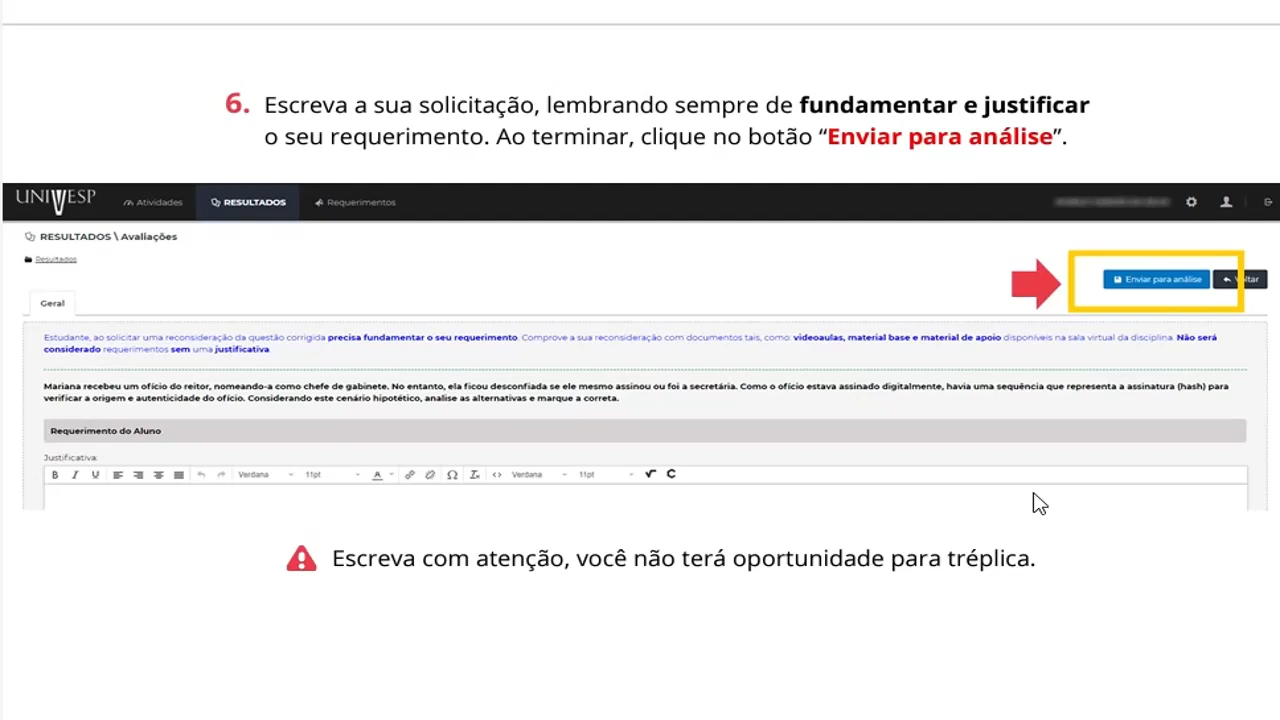 6. Escreva a sua solicitação, lembrando sempre de fundamentar e justificar
o seu requerimento. Ao terminar, clique no botão “Enviar para análise”.
UNIVESP Atividades RESULTADOS Requerimentos
RESULTADOS \ Avaliações
Resultados
Enviar para análise
Geral
Estudante, ao solicitar uma reconsideração da questão corrigida precisa fundamentar o seu requerimento. Comprove a sua reconsideração com documentos tais, como: videoaulas, material base e material de apoio disponíveis na sala virtual da disciplina. Não será
considerado requerimentos sem uma justificativa.
Mariana recebeu um ofício do reitor, nomeando-a como chefe de gabinete. No entanto, ela ficou desconfiada se ele mesmo assinou ou foi a secretária. Como o ofício estava assinado digitalmente, havia uma sequência que representa a assinatura (hash) para
verificar a origem e autenticidade do ofício. Considerando este cenário hipotético, analise as alternativas e marque a correta.
Requerimento do Aluno
Justificativa:
B I U Verdana 11pt A Ω Verdana 11pt
Escreva com atenção, você não terá oportunidade para tréplica.